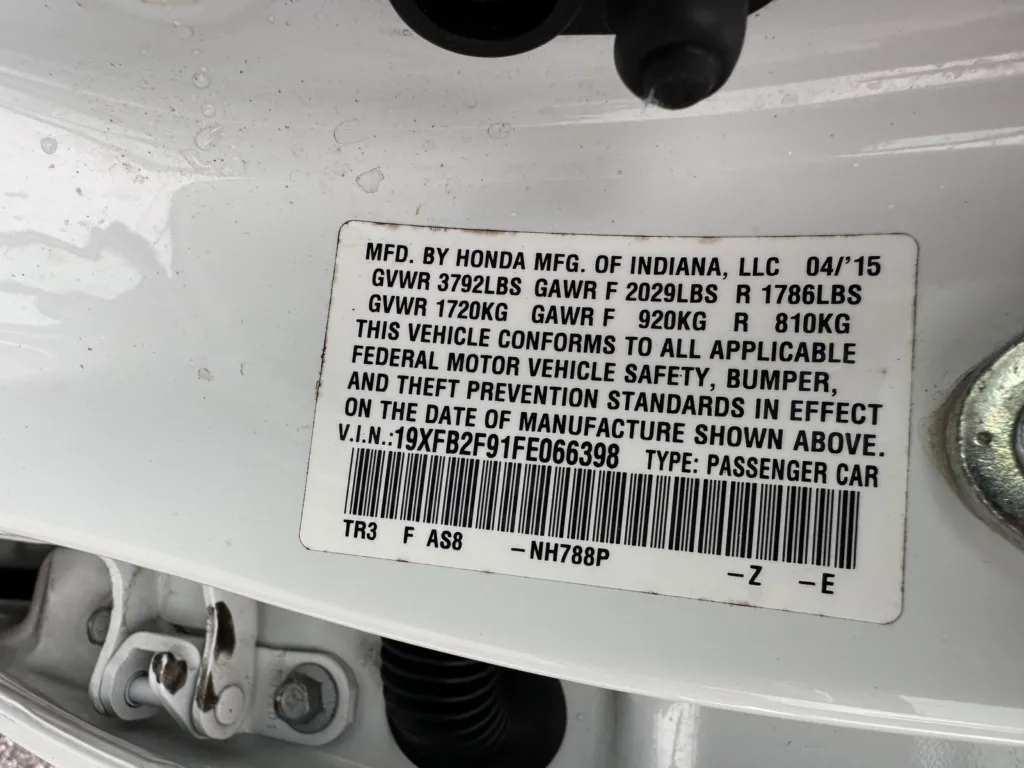 MFD. BY HONDA MFG. OF INDIANA, LLC 04/'15
GVWR 3792LBS GAWR F 2029LBS R 1786LBS
GVWR 1720KG GAWR F 920KG R 810KG
THIS VEHICLE CONFORMS TO ALL APPLICABLE
FEDERAL MOTOR VEHICLE SAFETY, BUMPER,
AND THEFT PREVENTION STANDARDS IN EFFECT
ON THE DATE OF MANUFACTURE SHOWN ABOVE.
V.I.N.:19XFB2F91FE066398 TYPE: PASSENGER CAR
TR3 F AS8 –NH788P –Z –E